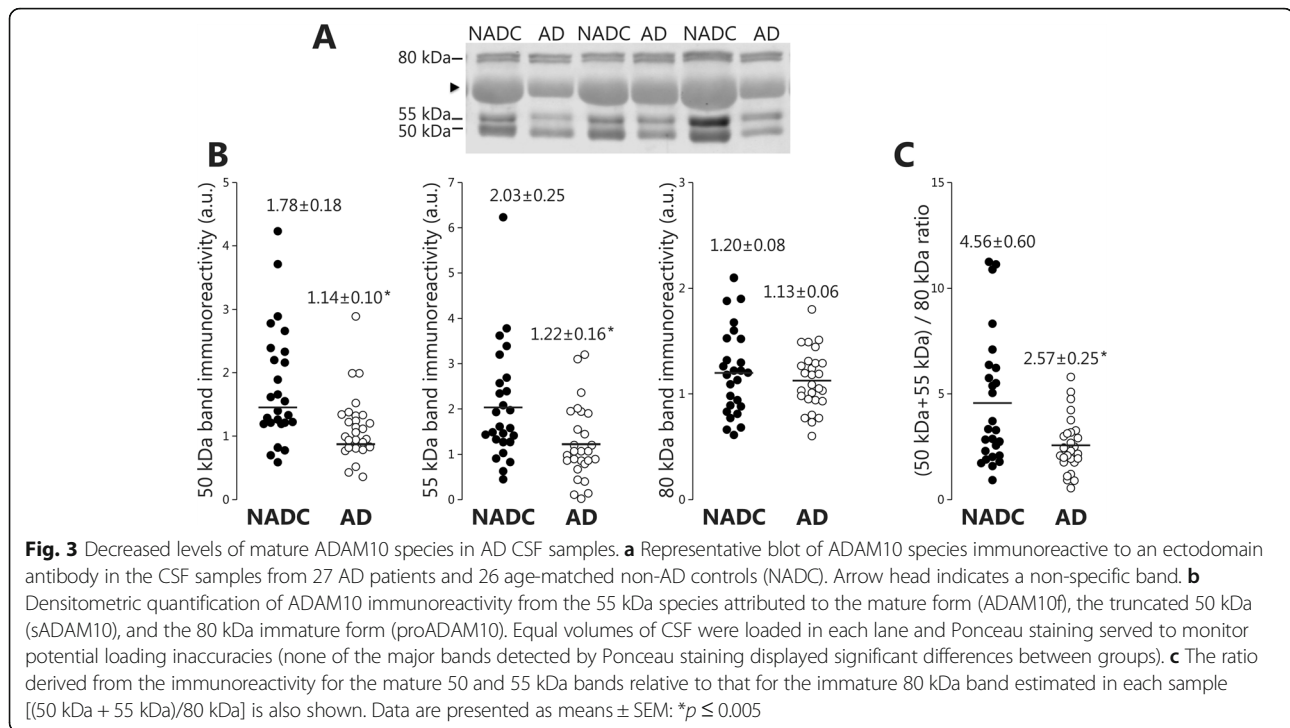 A
NADC AD NADC AD NADC AD
80 kDa
55 kDa
50 kDa
B
50 kDa band immunoreactivity (a.u.)
5
4
3
2
1
0
1.78±0.18
1.14±0.10*
NADC AD
55 kDa band immunoreactivity (a.u.)
7
6
5
4
3
2
1
0
2.03±0.25
1.22±0.16*
NADC AD
80 kDa band immunoreactivity (a.u.)
3
2
1
0
1.20±0.08
1.13±0.06
NADC AD
C
(50 kDa+55 kDa) / 80 kDa ratio
15
10
5
0
4.56±0.60
2.57±0.25*
NADC AD
Fig. 3 Decreased levels of mature ADAM10 species in AD CSF samples. a Representative blot of ADAM10 species immunoreactive to an ectodomain
antibody in the CSF samples from 27 AD patients and 26 age-matched non-AD controls (NADC). Arrow head indicates a non-specific band. b
Densitometric quantification of ADAM10 immunoreactivity from the 55 kDa species attributed to the mature form (ADAM10f), the truncated 50 kDa
(sADAM10), and the 80 kDa immature form (proADAM10). Equal volumes of CSF were loaded in each lane and Ponceau staining served to monitor
potential loading inaccuracies (none of the major bands detected by Ponceau staining displayed significant differences between groups). c The ratio
derived from the immunoreactivity for the mature 50 and 55 kDa bands relative to that for the immature 80 kDa band estimated in each sample
[(50 kDa + 55 kDa)/80 kDa] is also shown. Data are presented as means ± SEM: *p ≤ 0.005